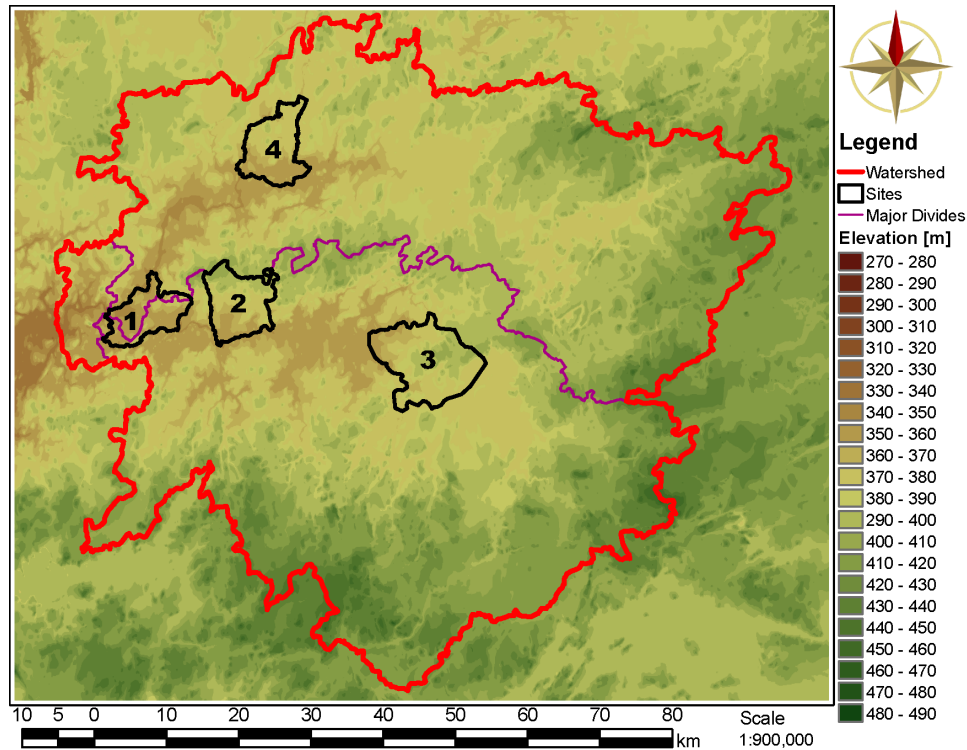 4
1
2
3
Legend
Watershed
Sites
Major Divides
Elevation [m]
270 - 280
280 - 290
290 - 300
300 - 310
310 - 320
320 - 330
330 - 340
340 - 350
350 - 360
360 - 370
370 - 380
380 - 390
290 - 400
400 - 410
410 - 420
420 - 430
430 - 440
440 - 450
450 - 460
460 - 470
470 - 480
480 - 490
10 5 0 10 20 30 40 50 60 70 80
km
Scale
1:900,000